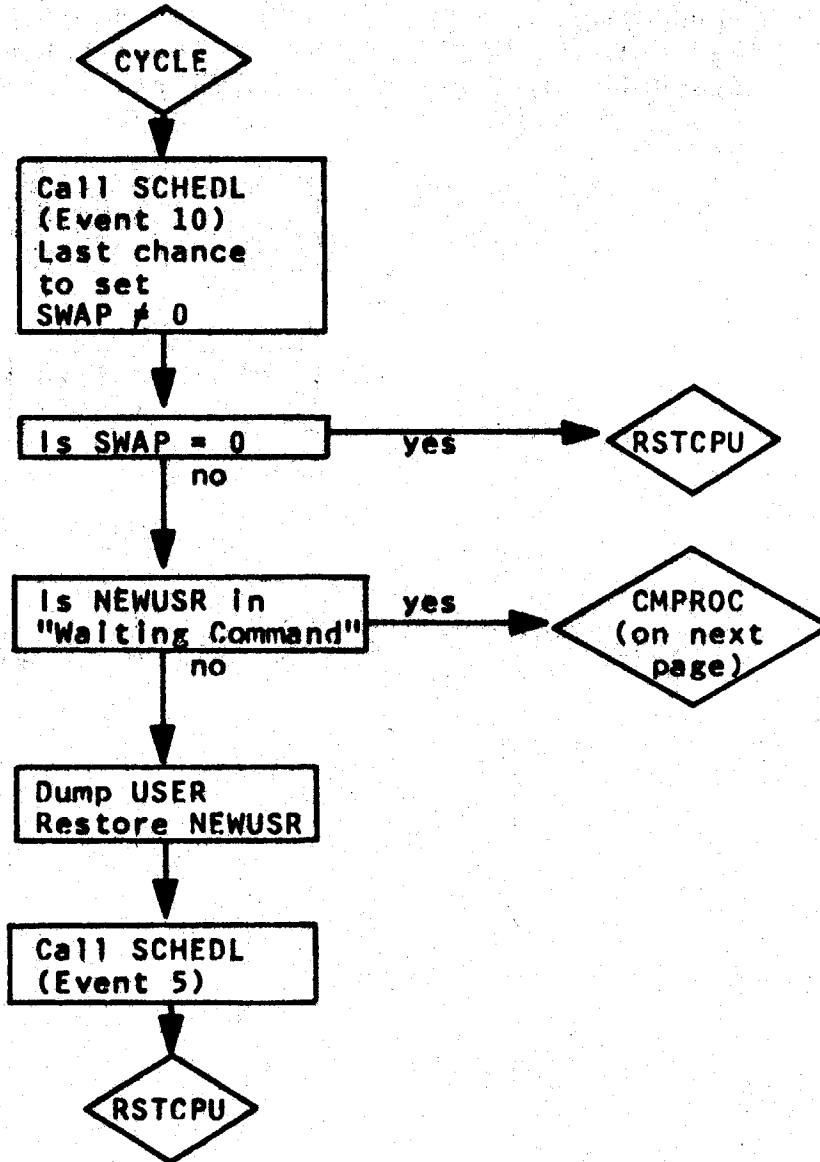 CYCLE
Call SCHEDL
(Event 10)
Last chance
to set
SWAP ≠ 0
Is SWAP = 0
yes
RSTCPU
no
Is NEWUSR in
"Waiting Command"
yes
CMPROC
(on next
page)
no
Dump USER
Restore NEWUSR
Call SCHEDL
(Event 5)
RSTCPU